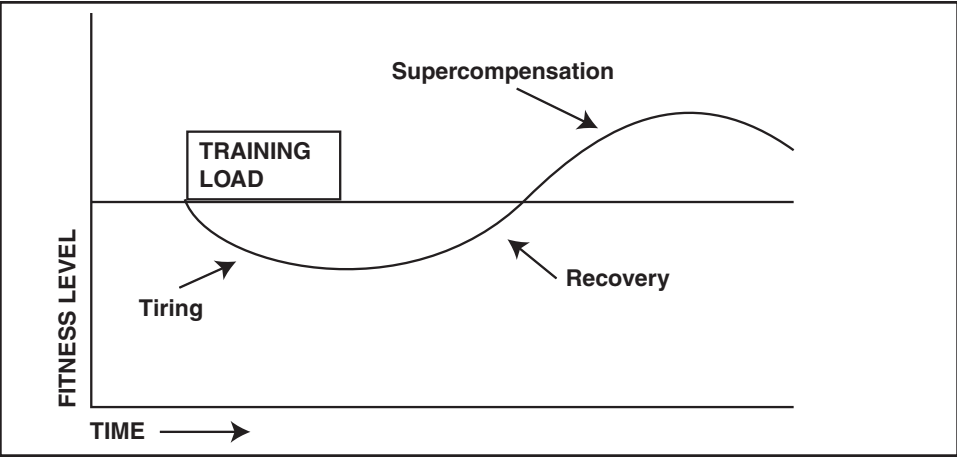 Supercompensation
TRAINING
LOAD
Recovery
Tiring
FITNESS LEVEL
TIME